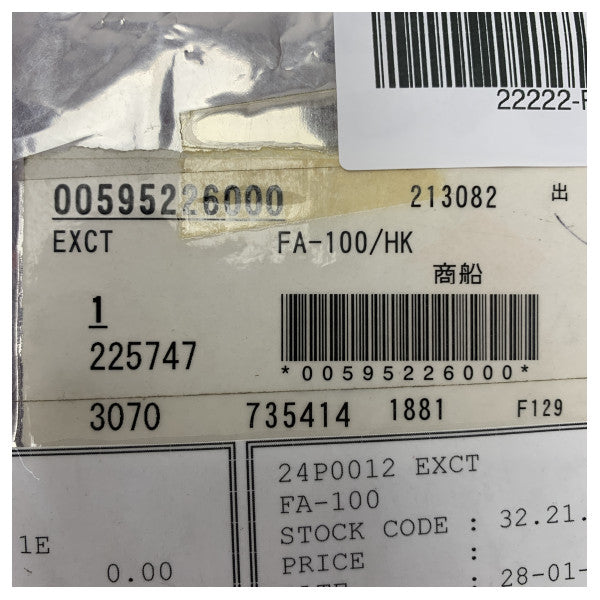 22222-F
00595226000 213082 出
EXCT FA-100/HK
商船
1
225747
*00595226000*
3070 735414 1881 F129
24P0012 EXCT
FA-100
STOCK CODE : 32.21.
1E
PRICE :
0.00
28-01-